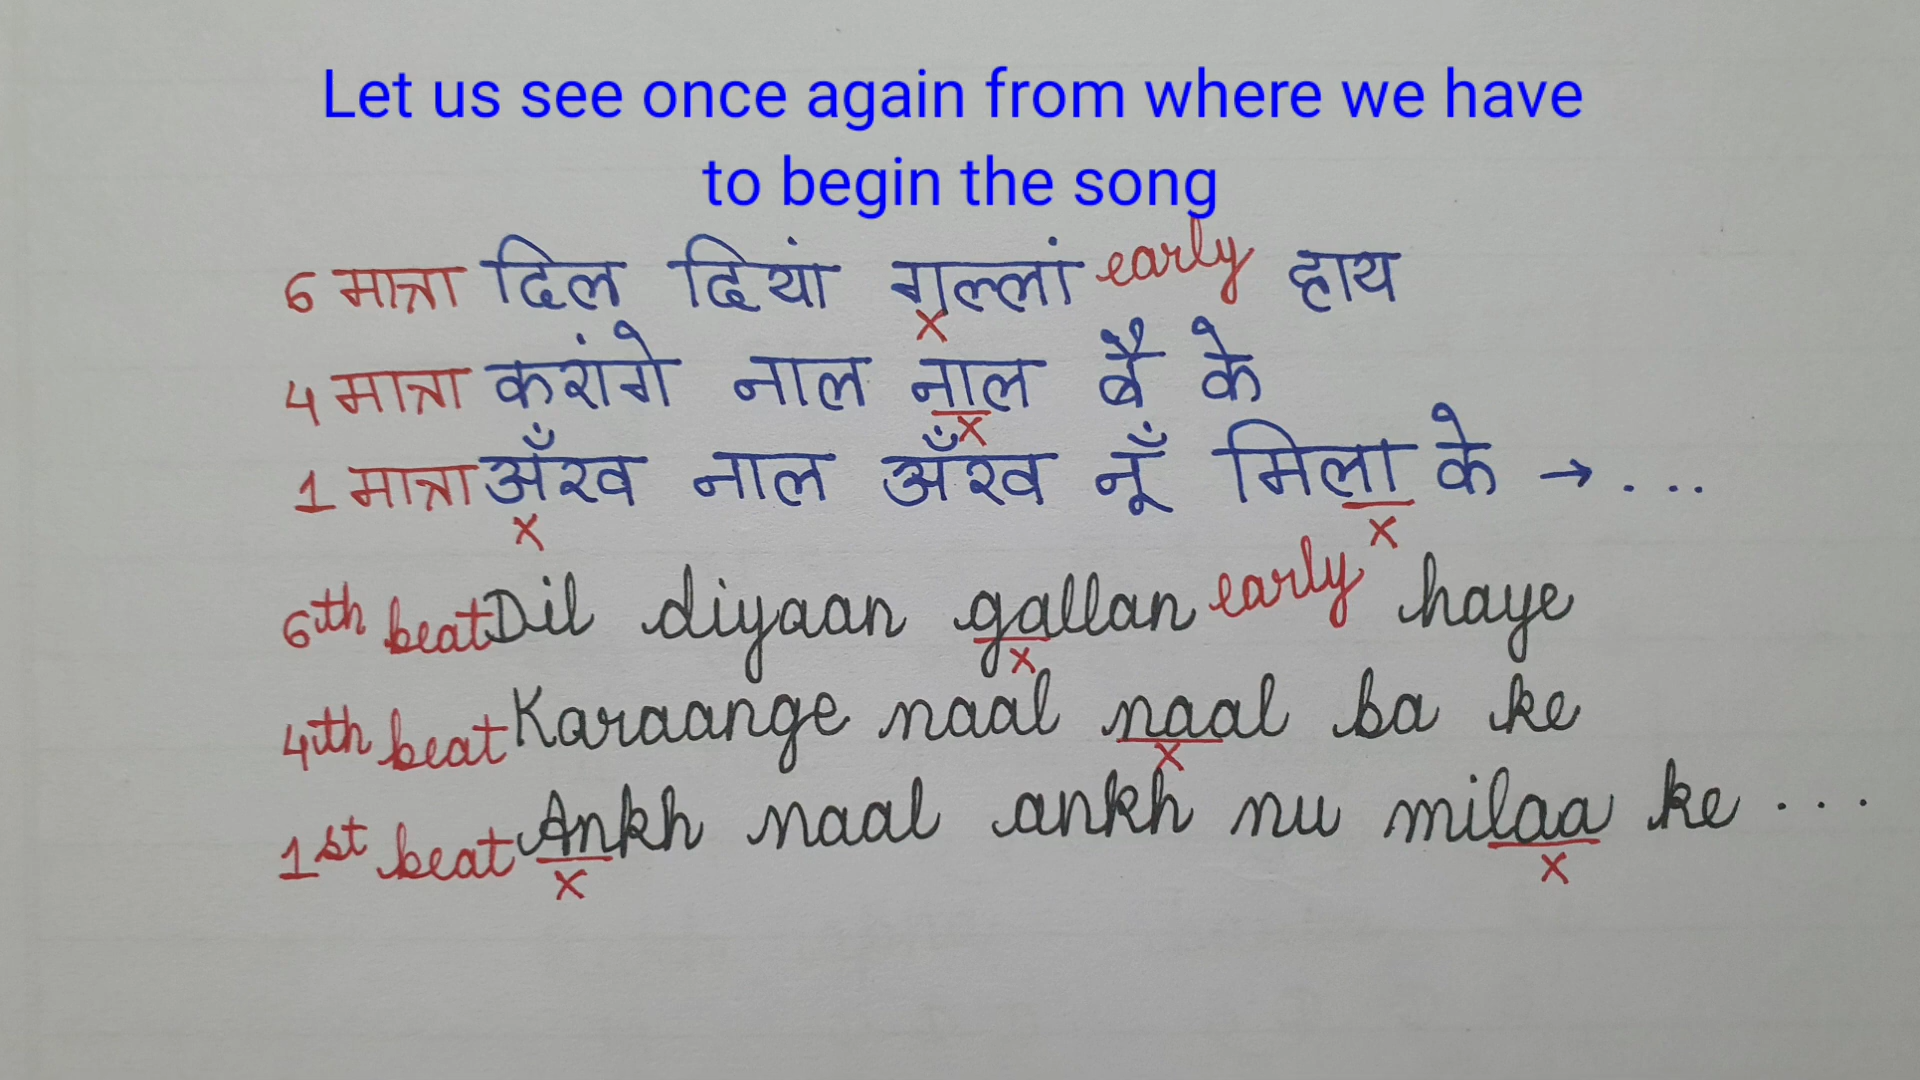 Let us see once again from where we have
to begin the song
6 मात्रा दिल दियां गल्लां early हाय
x
4 मात्रा करांगे नाल नाल बै के
x
1 मात्रा अँख नाल अँख नूँ मिला के → ....
x x
6th beat Dil diyaan gallan early haye
x
4th beat Karaange naal naal ba ke
x
1st beat Ankh naal ankh nu milaa ke ...
x x